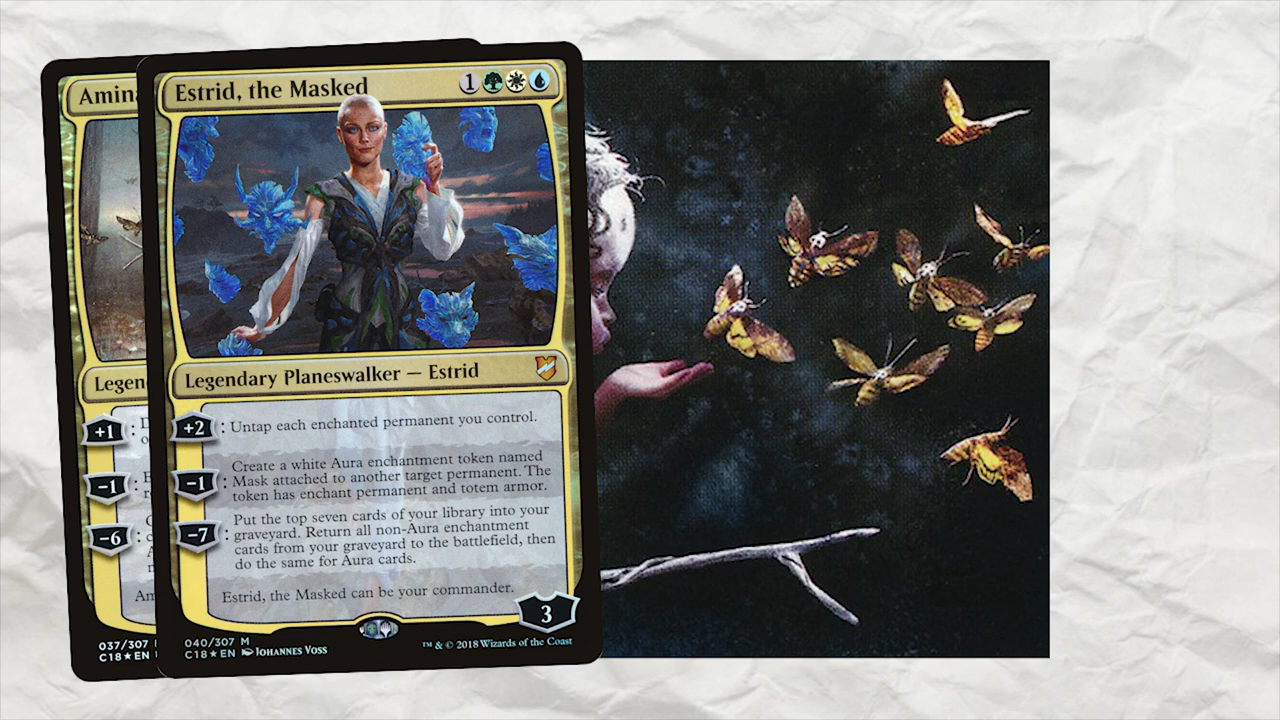 Amina
Legen
+1 :
-1 :
-6 :
Am
037/307
C18★EN
Estrid, the Masked 1
Legendary Planeswalker — Estrid
+2 : Untap each enchanted permanent you control.
-1 : Create a white Aura enchantment token named
Mask attached to another target permanent. The
token has enchant permanent and totem armor.
-7 : Put the top seven cards of your library into your
graveyard. Return all non-Aura enchantment
cards from your graveyard to the battlefield, then
do the same for Aura cards.
Estrid, the Masked can be your commander.
3
040/307 M
C18★EN Johannes Voss
™ & © 2018 Wizards of the Coast